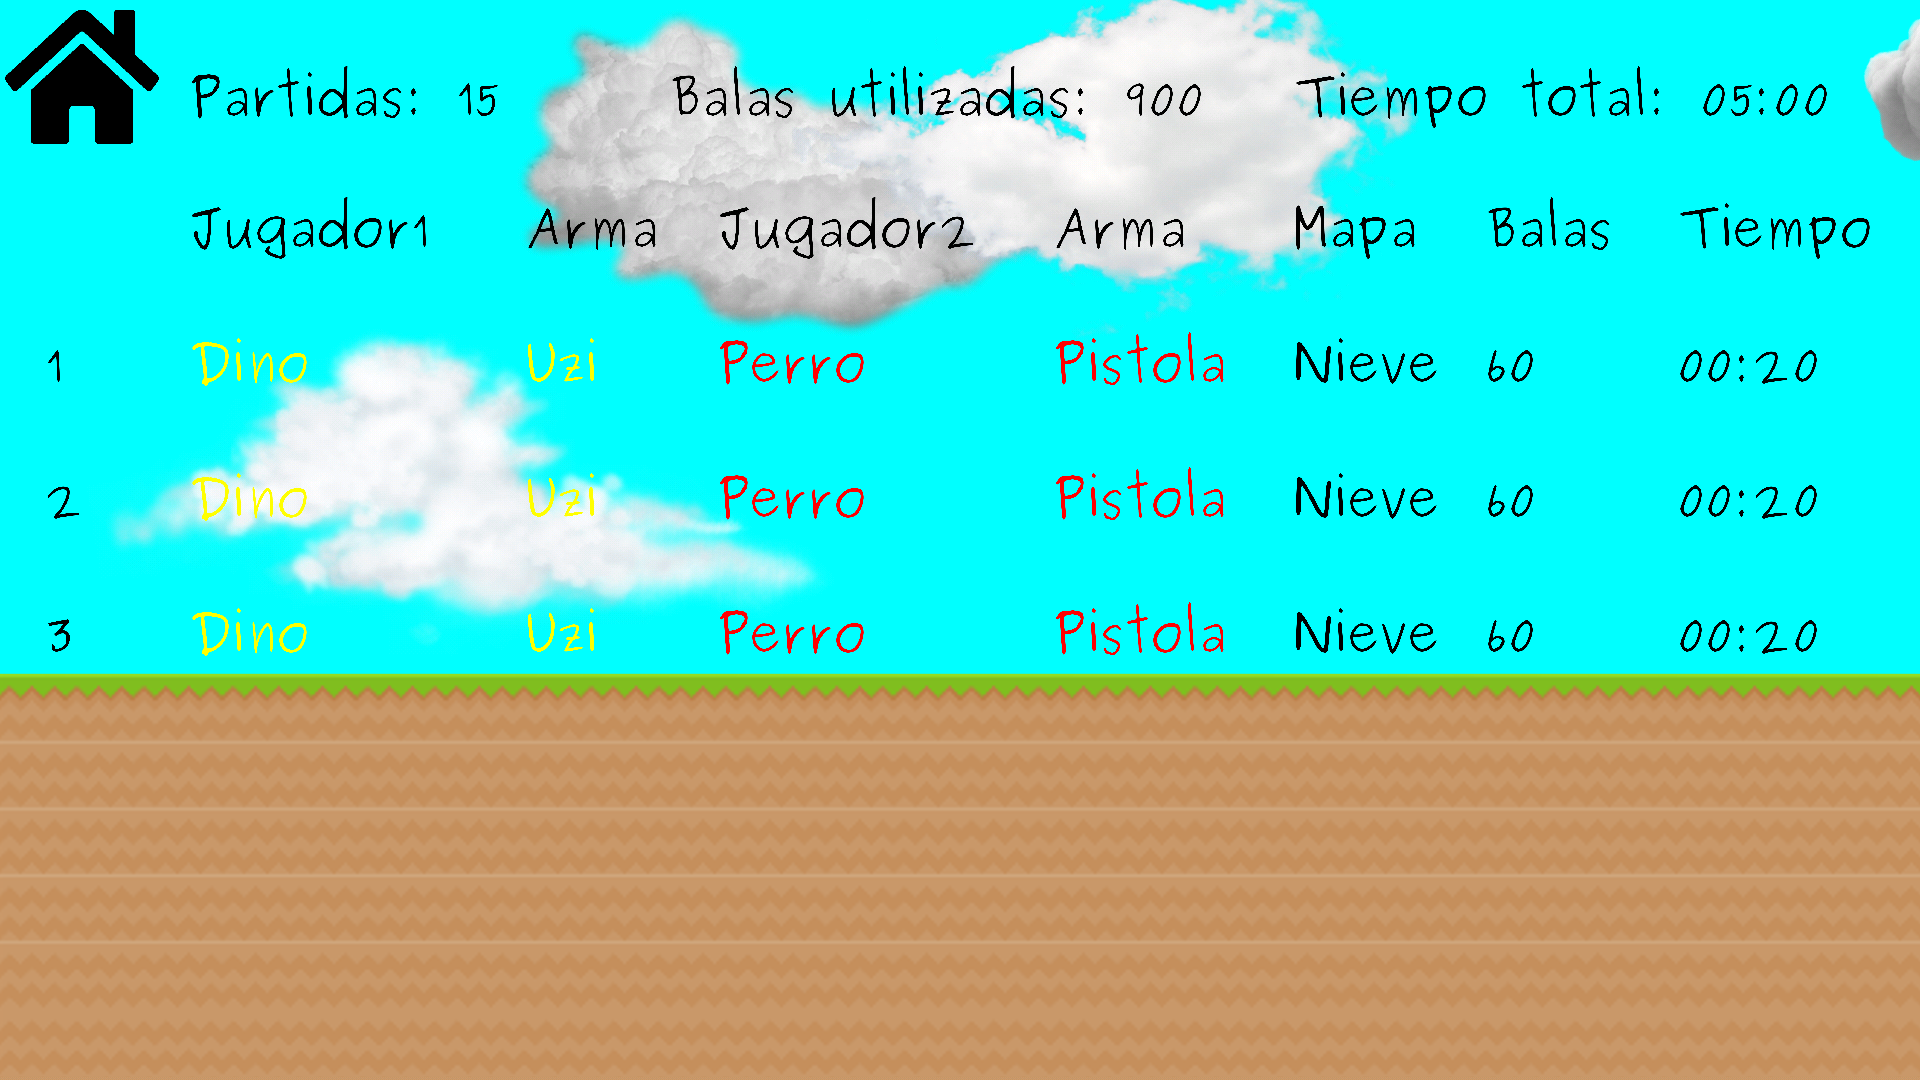 Partidas: 15 Balas utilizadas: 900 Tiempo total: 05:00
Jugador1 Arma Jugador2 Arma Mapa Balas Tiempo
1 Dino Uzi Perro Pistola Nieve 60 00:20
2 Dino Uzi Perro Pistola Nieve 60 00:20
3 Dino Uzi Perro Pistola Nieve 60 00:20